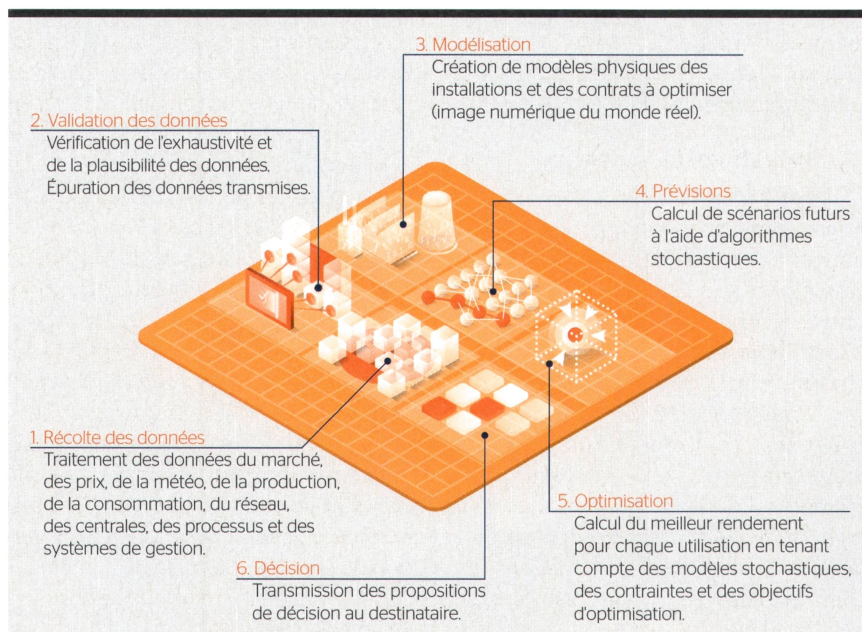 3. Modélisation
Création de modèles physiques des
installations et des contrats à optimiser
(image numérique du monde réel).
2. Validation des données
Vérification de l'exhaustivité et
de la plausibilité des données.
Épuration des données transmises.
4. Prévisions
Calcul de scénarios futurs
à l'aide d'algorithmes
stochastiques.
1. Récolte des données
Traitement des données du marché,
des prix, de la météo, de la production,
de la consommation, du réseau,
des centrales, des processus et des
systèmes de gestion.
5. Optimisation
Calcul du meilleur rendement
pour chaque utilisation en tenant
compte des modèles stochastiques,
des contraintes et des objectifs
d'optimisation.
6. Décision
Transmission des propositions
de décision au destinataire.